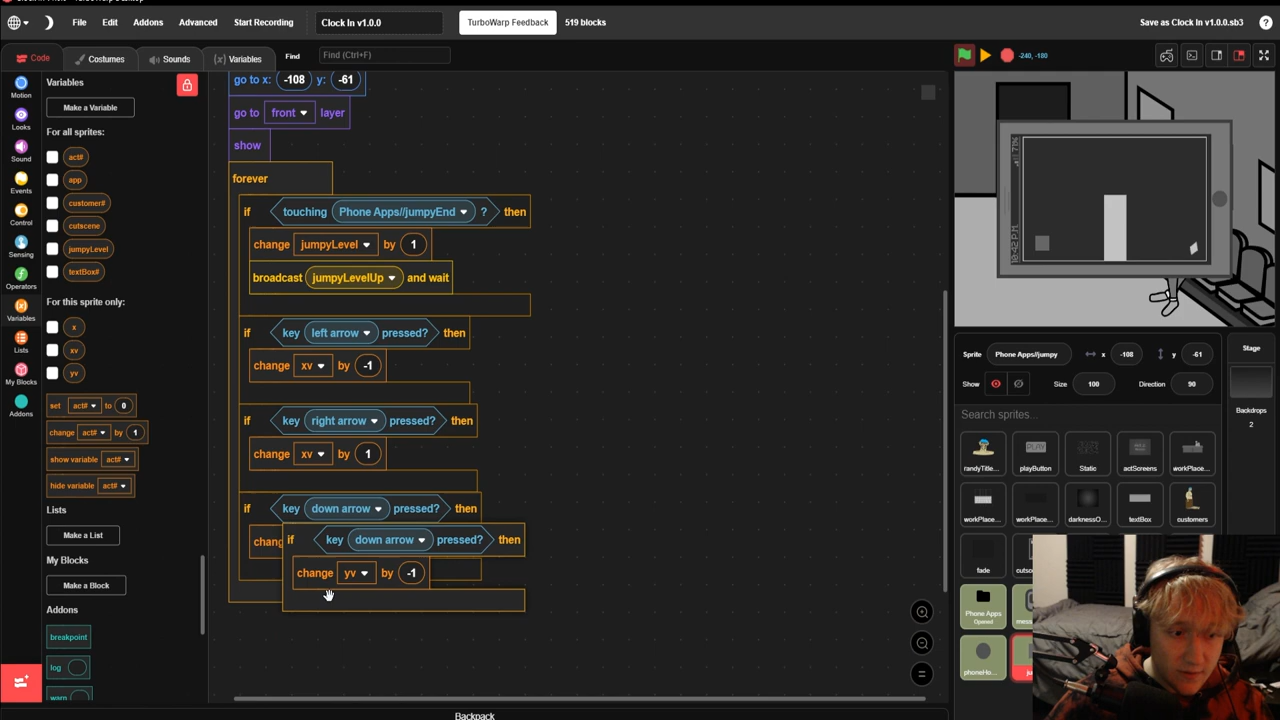 File Edit Addons Advanced Start Recording Clock In v1.0.0 TurboWarp Feedback 519 blocks Save as Clock In v1.0.0.sb3 ?
Code Costumes Sounds Variables Find Find (Ctrl+F) -240, -180
Motion
Looks
Sound
Events
Control
Sensing
Operators
Variables
Lists
My Blocks
Addons
Variables
Make a Variable
For all sprites:
act#
app
customer#
cutscene
jumpyLevel
textBox#
For this sprite only:
x
xv
yv
set act# to 0
change act# by 1
show variable act#
hide variable act#
Lists
Make a List
My Blocks
Make a Block
Addons
breakpoint
log
warn
go to x: -108 y: -61
go to front layer
show
forever
if touching Phone Apps//jumpyEnd ? then
change jumpyLevel by 1
broadcast jumpyLevelUp and wait
if key left arrow pressed? then
change xv by -1
if key right arrow pressed? then
change xv by 1
if key down arrow pressed? then
chang
if key down arrow pressed? then
change yv by -1
Backpack
10:42 P.M.
Sprite Phone Apps//jumpy x -108 y -61
Show Size 100 Direction 90
Search sprites...
randyTitle... playButton Static actScreens workPlace...
workPlace... workPlace... darknessO... textBox customers
fade cutsc
Phone Apps
Opened
mess
phoneHo... ju
Stage
Backdrops
2